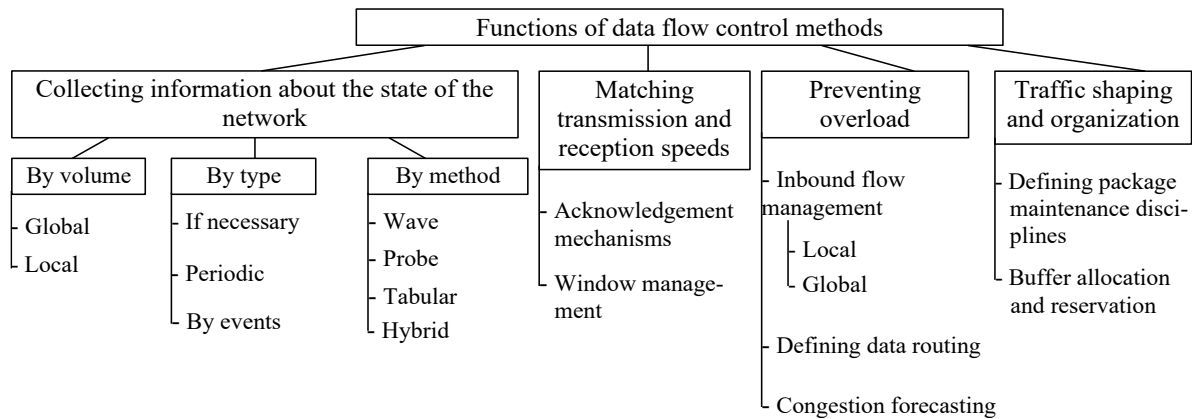 Functions of data flow control methods
Collecting information about the state of the
network
By volume
Global
Local
By type
If necessary
Periodic
By events
By method
Wave
Probe
Tabular
Hybrid
Matching
transmission and
reception speeds
Acknowledgement
mechanisms
Window manage-
ment
Preventing
overload
Inbound flow
management
Local
Global
Defining data routing
Congestion forecasting
Traffic shaping
and organization
Defining package
maintenance disci-
plines
Buffer allocation
and reservation